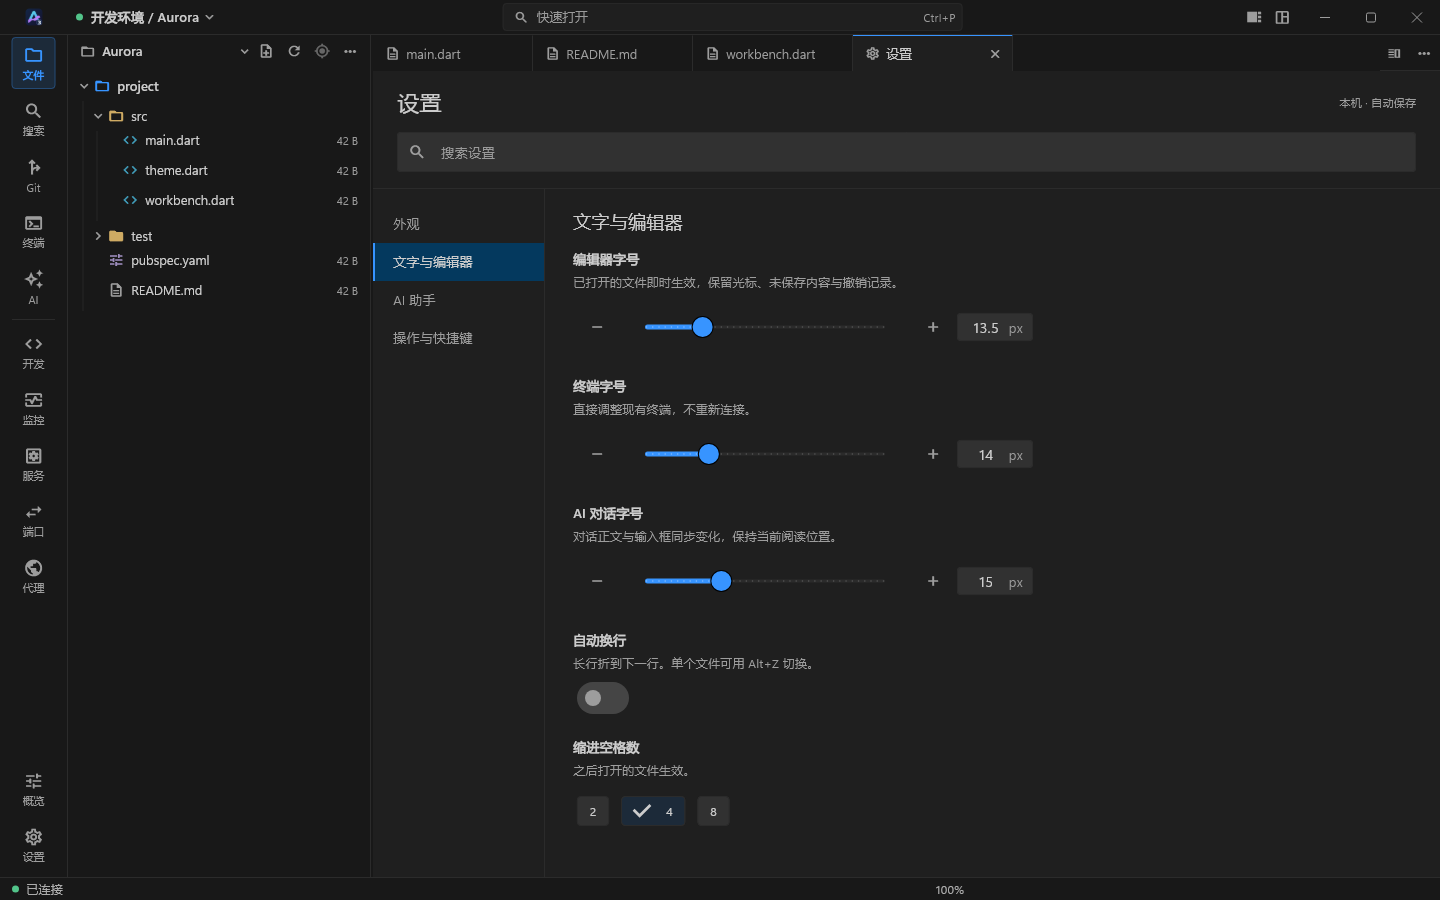 开发环境 / Aurora
快速打开
Ctrl+P
文件
搜索
Git
终端
AI
开发
监控
服务
端口
代理
概览
设置
Aurora
project
src
main.dart 42 B
theme.dart 42 B
workbench.dart 42 B
test
pubspec.yaml 42 B
README.md 42 B
main.dart
README.md
workbench.dart
设置
设置
本机 · 自动保存
搜索设置
外观
文字与编辑器
AI 助手
操作与快捷键
文字与编辑器
编辑器字号
已打开的文件即时生效，保留光标、未保存内容与撤销记录。
13.5 px
终端字号
直接调整现有终端，不重新连接。
14 px
AI 对话字号
对话正文与输入框同步变化，保持当前阅读位置。
15 px
自动换行
长行折到下一行。单个文件可用 Alt+Z 切换。
缩进空格数
之后打开的文件生效。
2 4 8
已连接
100%